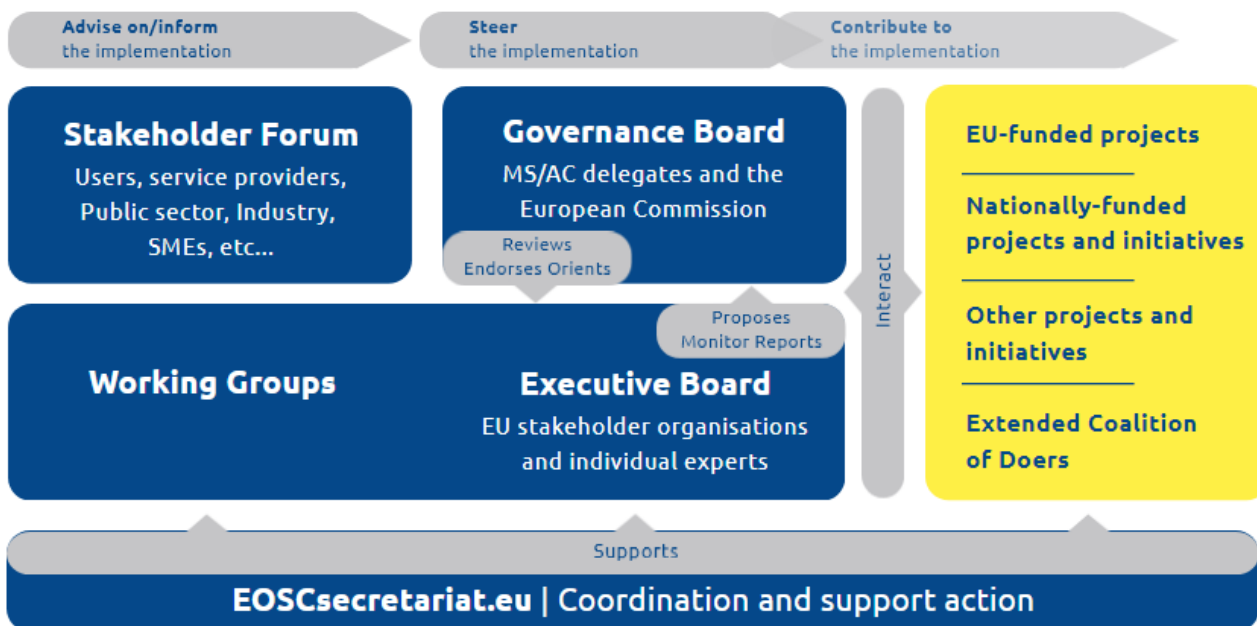 Advise on/inform
the implementation
Steer
the implementation
Contribute to
the implementation
Stakeholder Forum
Users, service providers,
Public sector, Industry,
SMEs, etc...
Governance Board
MS/AC delegates and the
European Commission
Reviews
Endorses Orients
Proposes
Monitor Reports
Working Groups
Executive Board
EU stakeholder organisations
and individual experts
Interact
EU-funded projects
Nationally-funded
projects and initiatives
Other projects and
initiatives
Extended Coalition
of Doers
Supports
EOSCsecretariat.eu | Coordination and support action